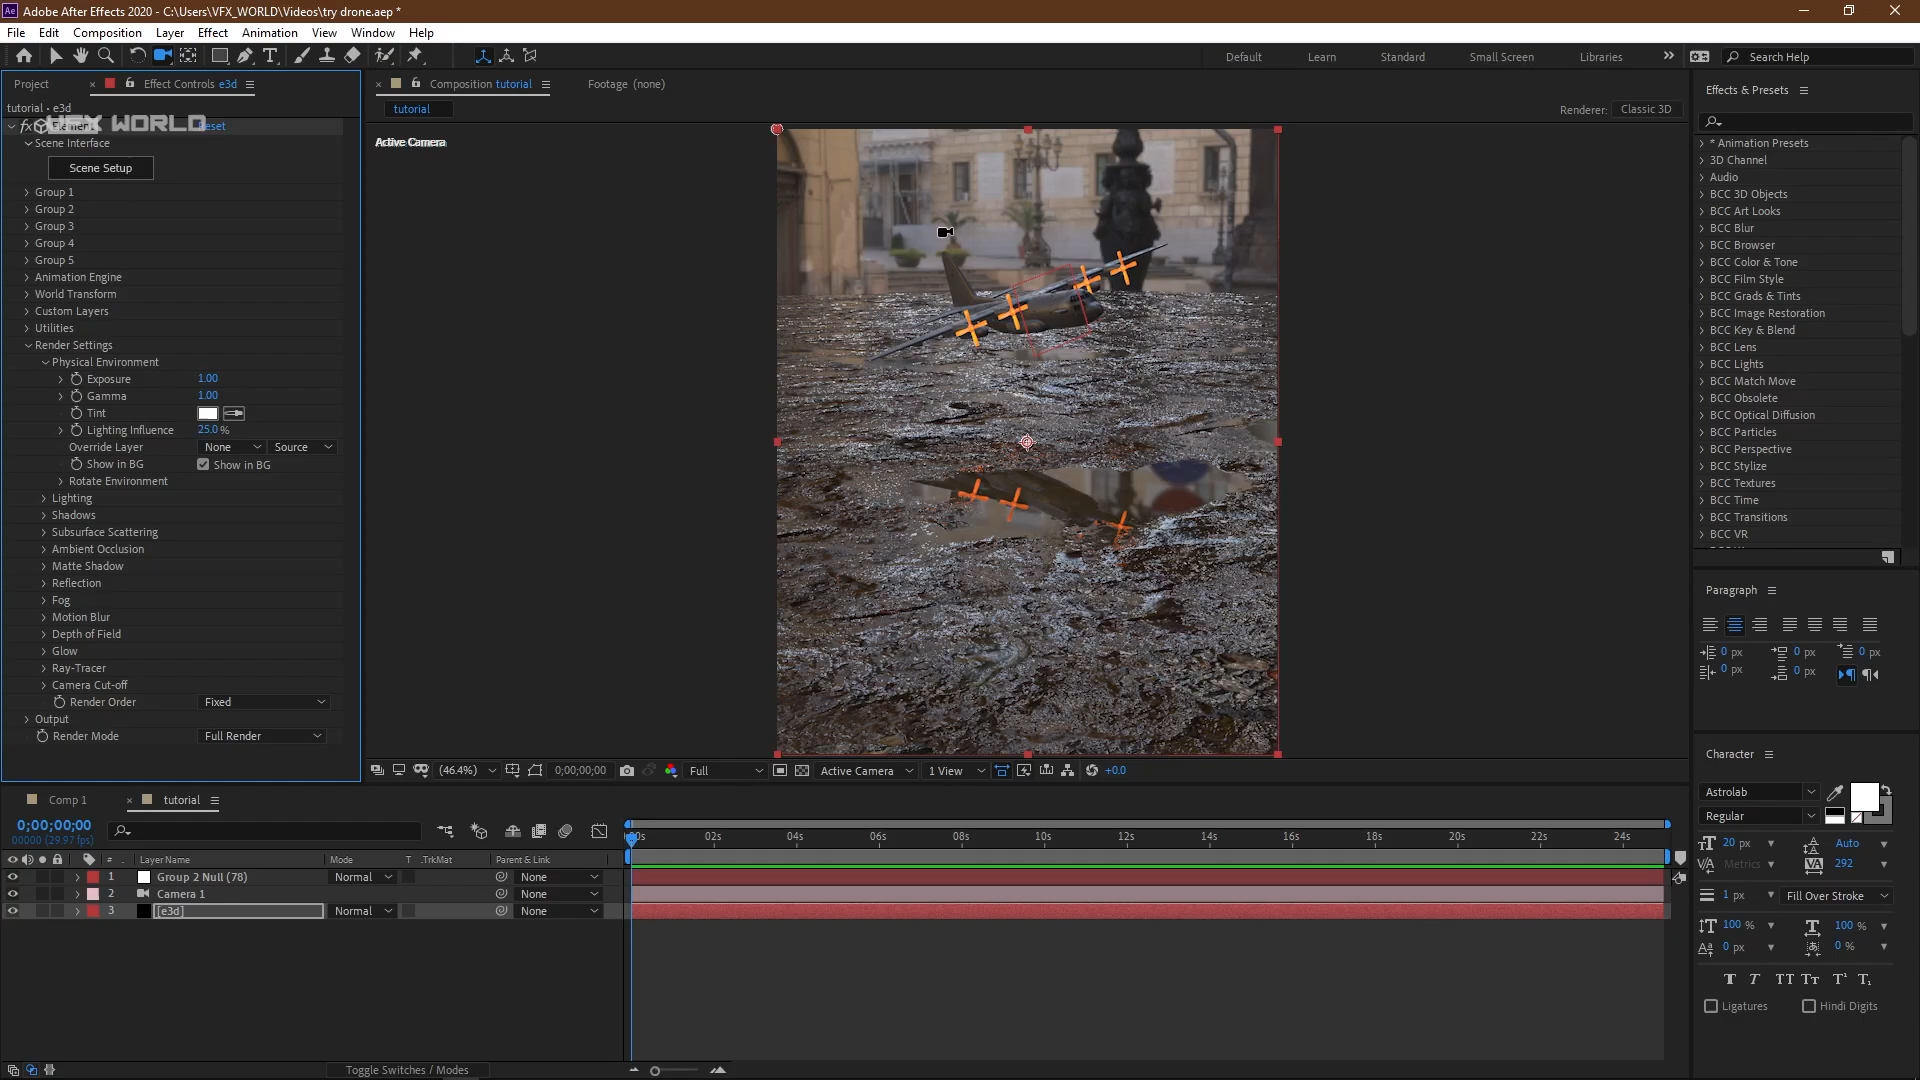 Adobe After Effects 2020 - C:\Users\VFX_WORLD\Videos\try drone.aep *
File Edit Composition Layer Effect Animation View Window Help
Default Learn Standard Small Screen Libraries Search Help
Project Effect Controls e3d
tutorial • e3d
VFX WORLD
Reset
Scene Interface
Scene Setup
Group 1
Group 2
Group 3
Group 4
Group 5
Animation Engine
World Transform
Custom Layers
Utilities
Render Settings
Physical Environment
Exposure 1.00
Gamma 1.00
Tint
Lighting Influence 25.0 %
Override Layer None Source
Show in BG Show in BG
Rotate Environment
Lighting
Shadows
Subsurface Scattering
Ambient Occlusion
Matte Shadow
Reflection
Fog
Motion Blur
Depth of Field
Glow
Ray-Tracer
Camera Cut-off
Render Order Fixed
Output
Render Mode Full Render
Composition tutorial Footage (none)
tutorial
Renderer: Classic 3D
Active Camera
(46.4%) 0;00;00;00 Full Active Camera 1 View +0.0
Effects & Presets
* Animation Presets
3D Channel
Audio
BCC 3D Objects
BCC Art Looks
BCC Blur
BCC Browser
BCC Color & Tone
BCC Film Style
BCC Grads & Tints
BCC Image Restoration
BCC Key & Blend
BCC Lens
BCC Lights
BCC Match Move
BCC Obsolete
BCC Optical Diffusion
BCC Particles
BCC Perspective
BCC Stylize
BCC Textures
BCC Time
BCC Transitions
BCC VR
Paragraph
0 px 0 px 0 px
0 px 0 px
Character
Astrolab
Regular
20 px Auto
Metrics 292
1 px Fill Over Stroke
100 % 100 %
0 px 0 %
T T TT Tt T¹ T₁
Ligatures Hindi Digits
Comp 1 tutorial
0;00;00;00
00000 (29.97 fps)
02s 04s 06s 08s 10s 12s 14s 16s 18s 20s 22s 24s
# Layer Name Mode T .TrkMat Parent & Link
1 Group 2 Null (78) Normal None
2 Camera 1 None
3 [e3d] Normal None
Toggle Switches / Modes